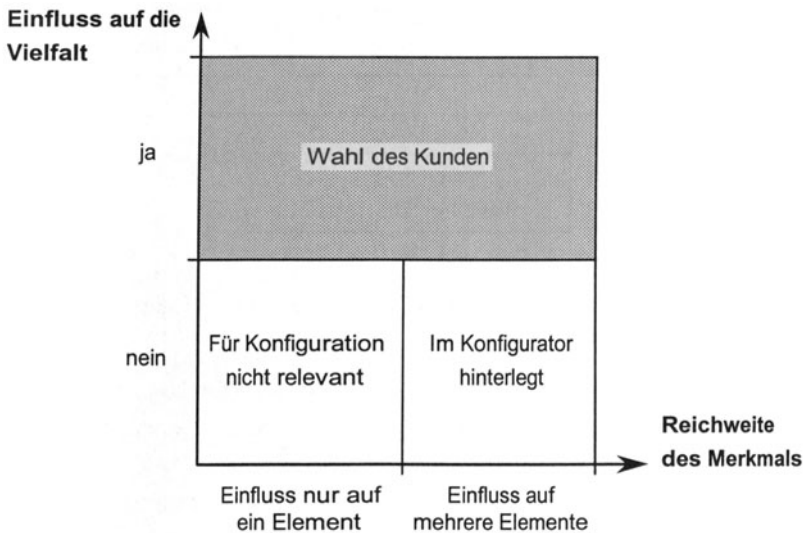 Einfluss auf die
Vielfalt
ja
Wahl des Kunden
nein
Für Konfiguration
nicht relevant
Im Konfigurator
hinterlegt
Reichweite
des Merkmals
Einfluss nur auf
ein Element
Einfluss auf
mehrere Elemente